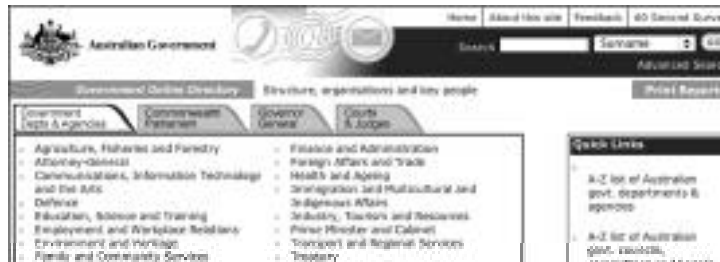 Home About this site Feedback 60 Second Survey
Australian Government
Search Surname
Advanced Search
Government Online Directory Structure, organisations and key people Print Report
Government Depts & Agencies
Commonwealth Parliament
Governor General
Courts & Judges
Agriculture, Fisheries and Forestry
Attorney-General
Communications, Information Technology
and the Arts
Defence
Education, Science and Training
Employment and Workplace Relations
Environment and Heritage
Family and Community Services
Finance and Administration
Foreign Affairs and Trade
Health and Ageing
Immigration and Multicultural and
Indigenous Affairs
Industry, Tourism and Resources
Prime Minister and Cabinet
Transport and Regional Services
Treasury
Quick Links
A-Z list of Australian
govt. departments &
agencies
A-Z list of Australian
govt. councils,